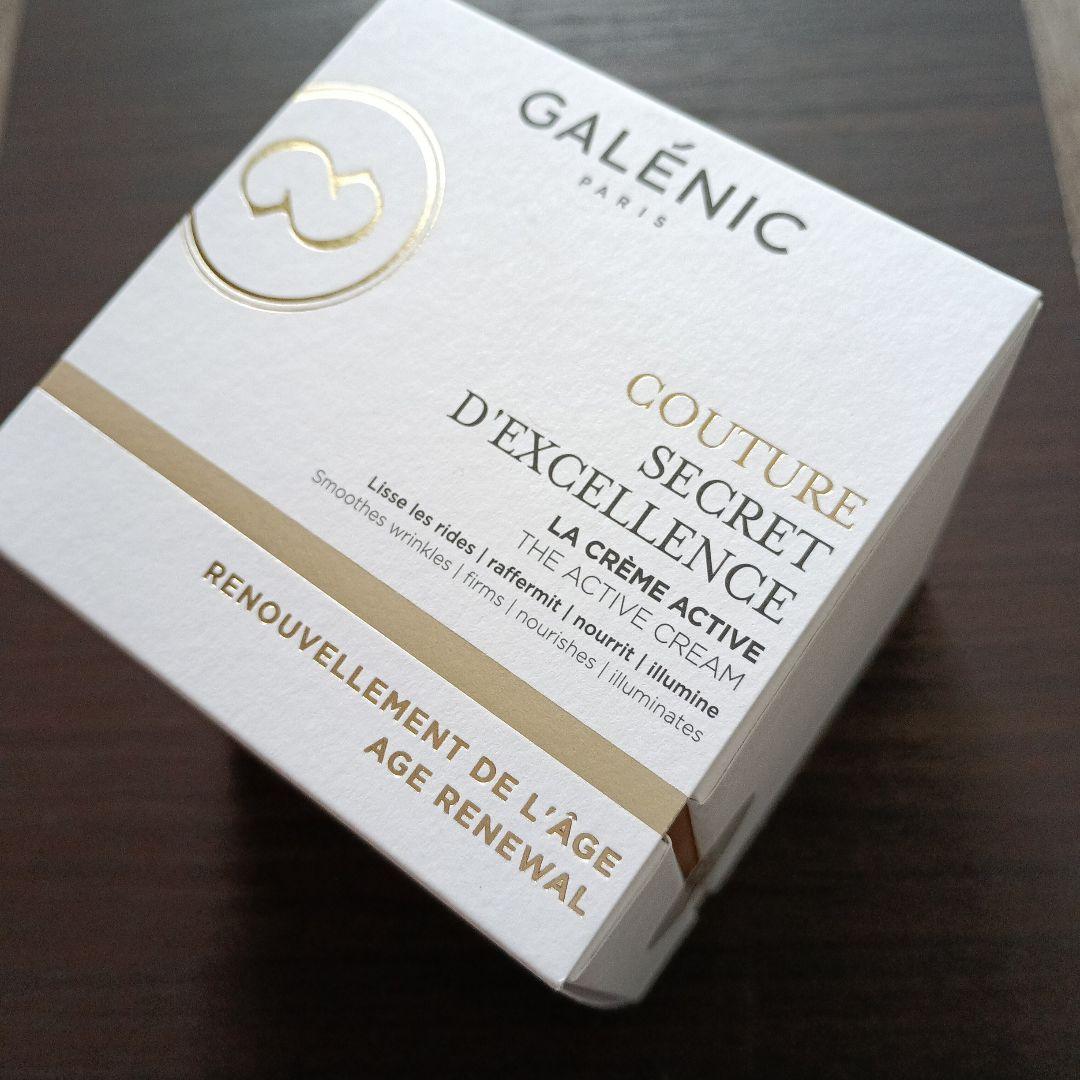 GALÉNIC
PARIS
COUTURE
SECRET
D'EXCELLENCE
LA CRÈME ACTIVE
THE ACTIVE CREAM
Lisse les rides | raffermit | nourrit | illumine
Smoothes wrinkles | firms | nourishes | illuminates
RENOUVELLEMENT DE L'ÂGE
AGE RENEWAL